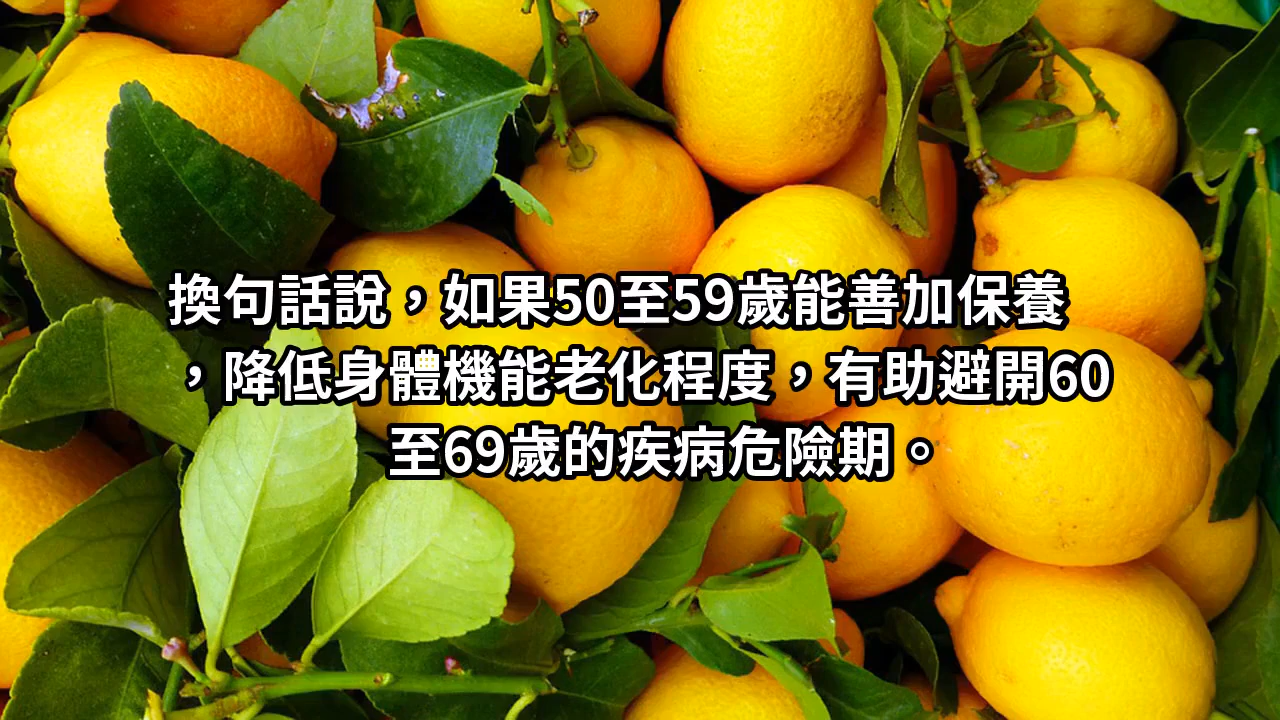 換句話說，如果50至59歲能善加保養
，降低身體機能老化程度，有助避開60
至69歲的疾病危險期。